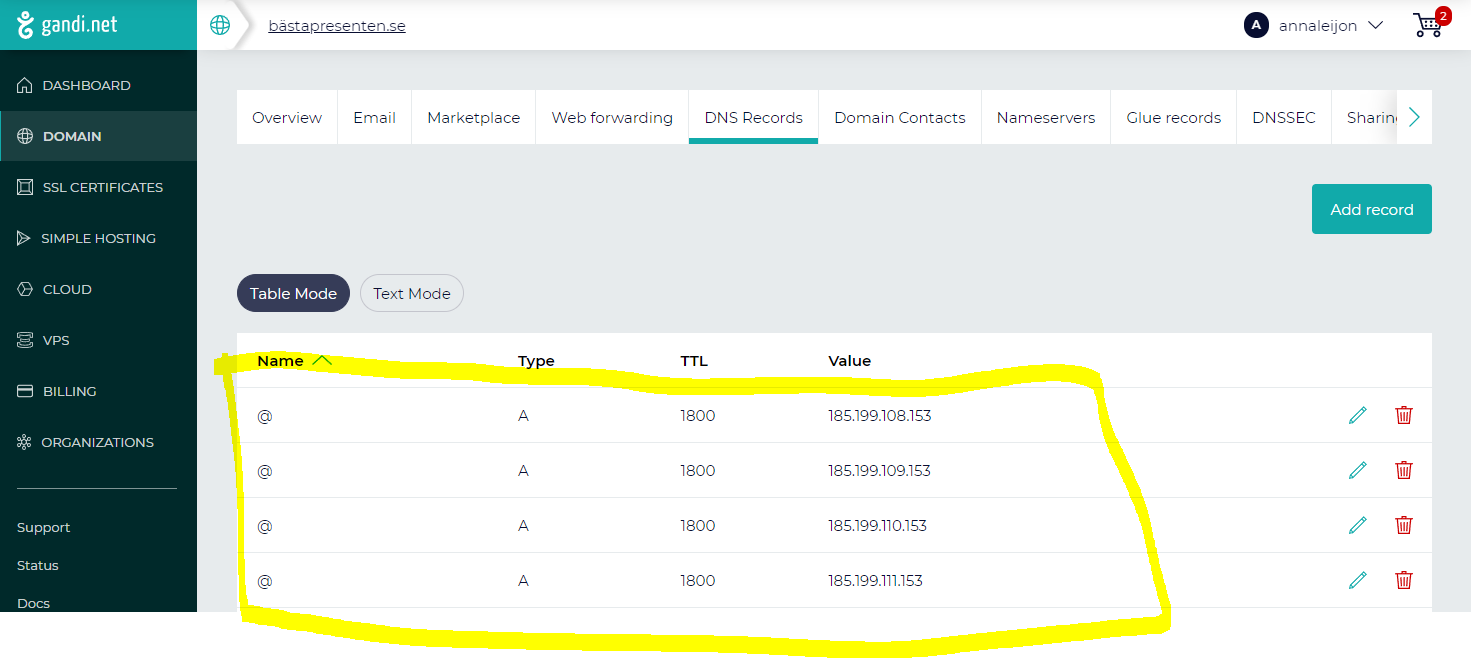 gandi.net
bästapresenten.se
A annaleijon 2
DASHBOARD
DOMAIN
SSL CERTIFICATES
SIMPLE HOSTING
CLOUD
VPS
BILLING
ORGANIZATIONS
Support
Status
Docs
Overview Email Marketplace Web forwarding DNS Records Domain Contacts Nameservers Glue records DNSSEC Sharing
Add record
Table Mode Text Mode
Name Type TTL Value
@ A 1800 185.199.108.153
@ A 1800 185.199.109.153
@ A 1800 185.199.110.153
@ A 1800 185.199.111.153